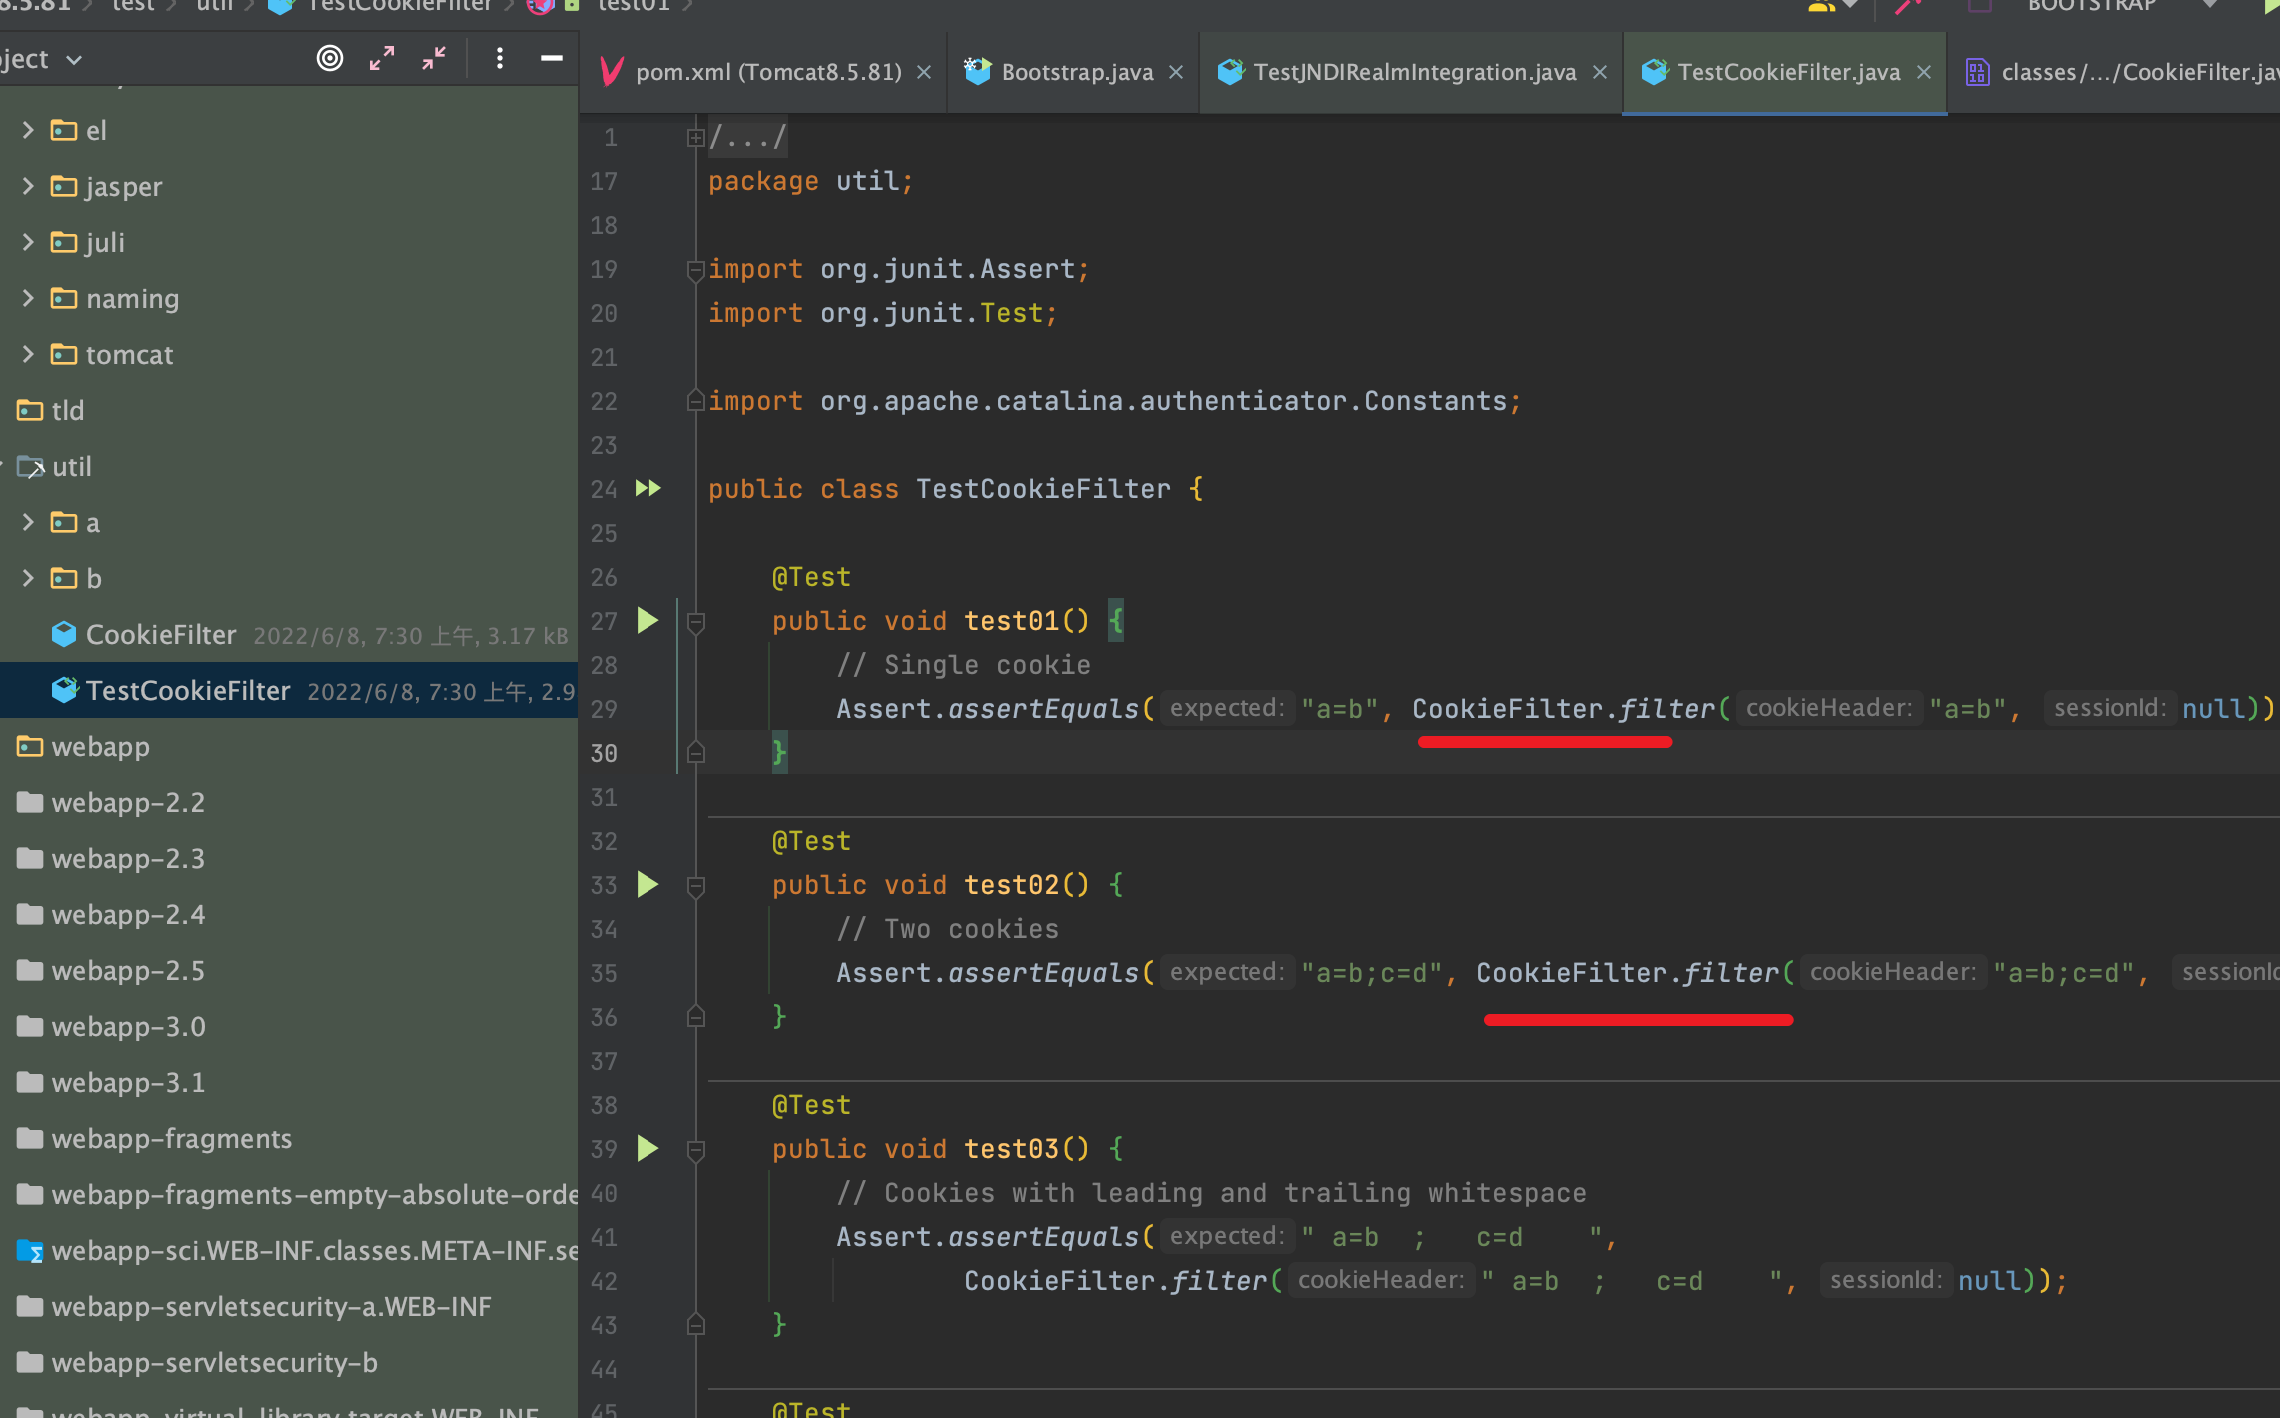 8.5.81 test util TestCookieFilter test01 BOOTSTRAP
ject
pom.xml (Tomcat8.5.81) Bootstrap.java TestJNDIRealmIntegration.java TestCookieFilter.java classes/.../CookieFilter.jav
el
jasper
juli
naming
tomcat
tld
util
a
b
CookieFilter 2022/6/8, 7:30 上午, 3.17 kB
TestCookieFilter 2022/6/8, 7:30 上午, 2.9
webapp
webapp-2.2
webapp-2.3
webapp-2.4
webapp-2.5
webapp-3.0
webapp-3.1
webapp-fragments
webapp-fragments-empty-absolute-orde
webapp-sci.WEB-INF.classes.META-INF.se
webapp-servletsecurity-a.WEB-INF
webapp-servletsecurity-b
webapp-virtual-library.target.WEB-INF
1 /.../
17 package util;
18
19 import org.junit.Assert;
20 import org.junit.Test;
21
22 import org.apache.catalina.authenticator.Constants;
23
24 public class TestCookieFilter {
25
26 @Test
27 public void test01() {
28 // Single cookie
29 Assert.assertEquals( expected: "a=b", CookieFilter.filter( cookieHeader: "a=b", sessionId: null))
30 }
31
32 @Test
33 public void test02() {
34 // Two cookies
35 Assert.assertEquals( expected: "a=b;c=d", CookieFilter.filter( cookieHeader: "a=b;c=d", sessionId
36 }
37
38 @Test
39 public void test03() {
40 // Cookies with leading and trailing whitespace
41 Assert.assertEquals( expected: " a=b  ;   c=d    ",
42 CookieFilter.filter( cookieHeader: " a=b  ;   c=d    ", sessionId: null));
43 }
44
45 @Test